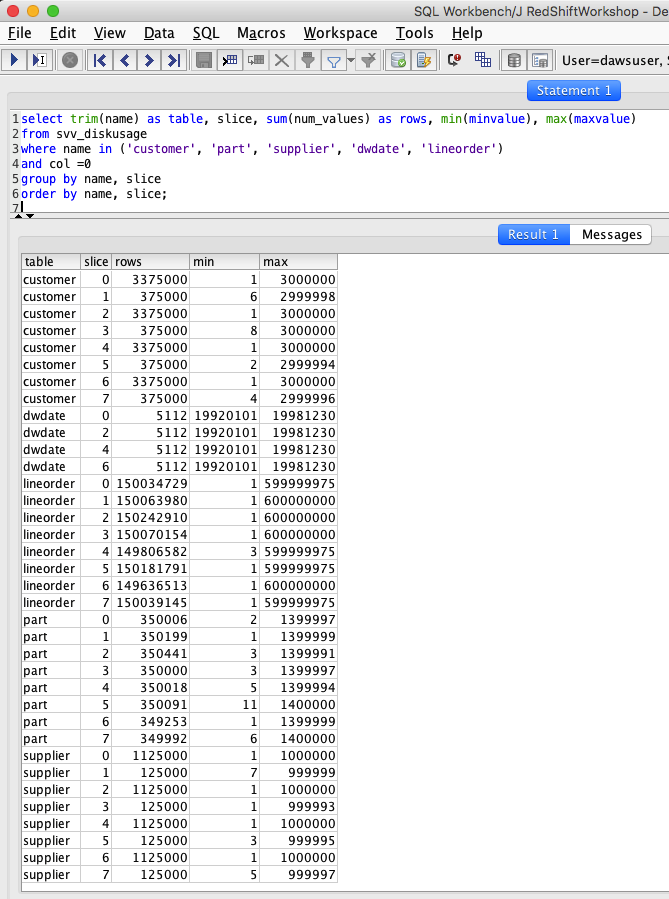 SQL Workbench/J RedShiftWorkshop - De
File Edit View Data SQL Macros Workspace Tools Help
User=dawsuser,
Statement 1
1 select trim(name) as table, slice, sum(num_values) as rows, min(minvalue), max(maxvalue)
2 from svv_diskusage
3 where name in ('customer', 'part', 'supplier', 'dwdate', 'lineorder')
4 and col =0
5 group by name, slice
6 order by name, slice;
7
Result 1 Messages
table slice rows min max
customer 0 3375000 1 3000000
customer 1 375000 6 2999998
customer 2 3375000 1 3000000
customer 3 375000 8 3000000
customer 4 3375000 1 3000000
customer 5 375000 2 2999994
customer 6 3375000 1 3000000
customer 7 375000 4 2999996
dwdate 0 5112 19920101 19981230
dwdate 2 5112 19920101 19981230
dwdate 4 5112 19920101 19981230
dwdate 6 5112 19920101 19981230
lineorder 0 150034729 1 599999975
lineorder 1 150063980 1 600000000
lineorder 2 150242910 1 600000000
lineorder 3 150070154 1 600000000
lineorder 4 149806582 3 599999975
lineorder 5 150181791 1 599999975
lineorder 6 149636513 1 600000000
lineorder 7 150039145 1 599999975
part 0 350006 2 1399997
part 1 350199 1 1399999
part 2 350441 3 1399991
part 3 350000 3 1399997
part 4 350018 5 1399994
part 5 350091 11 1400000
part 6 349253 1 1399999
part 7 349992 6 1400000
supplier 0 1125000 1 1000000
supplier 1 125000 7 999999
supplier 2 1125000 1 1000000
supplier 3 125000 1 999993
supplier 4 1125000 1 1000000
supplier 5 125000 3 999995
supplier 6 1125000 1 1000000
supplier 7 125000 5 999997